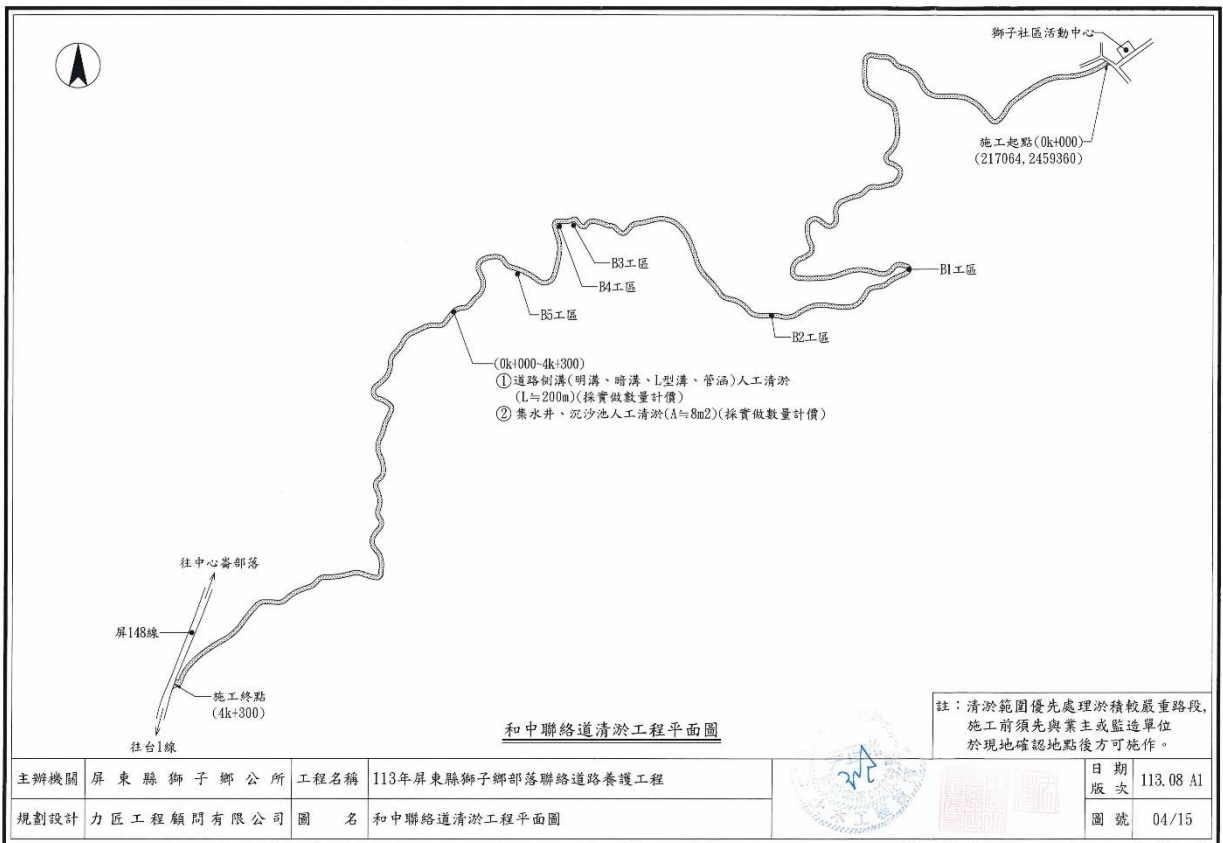 獅子社區活動中心
施工起點(0k+000)
(217064,2459360)
B3工區
B4工區
B1工區
B5工區
B2工區
(0k+000~4k+300)
①道路側溝(明溝、暗溝、L型溝、管涵)人工清淤
(L≒200m)(採實做數量計價)
②集水井、沉沙池人工清淤(A≒8m2)(採實做數量計價)
往中心崙部落
屏148線
施工終點
(4k+300)
往台1線
和中聯絡道清淤工程平面圖
註：清淤範圍優先處理淤積較嚴重路段,
施工前須先與業主或監造單位
於現地確認地點後方可施作。
主辦機關 屏東縣獅子鄉公所 工程名稱 113年屏東縣獅子鄉部落聯絡道路養護工程 日期版次 113.08 A1
規劃設計 力匠工程顧問有限公司 圖名 和中聯絡道清淤工程平面圖 圖號 04/15